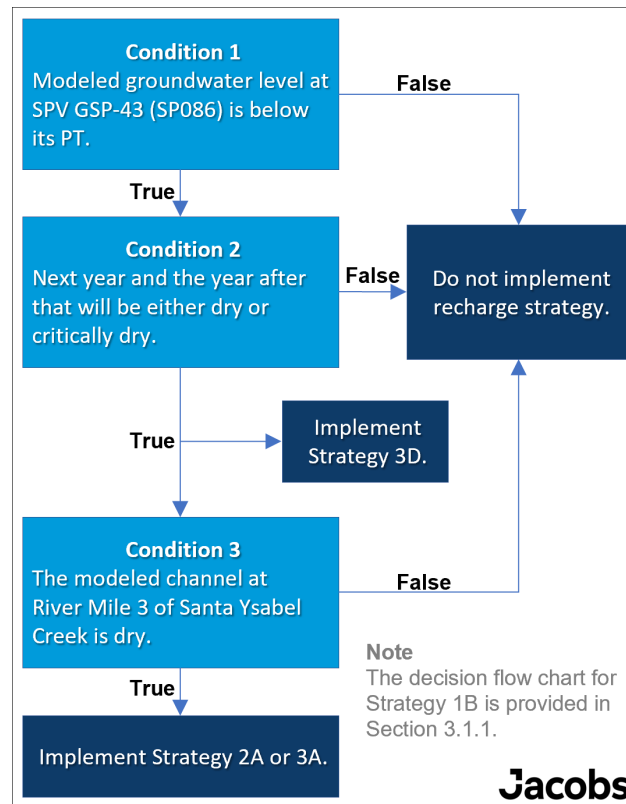 Condition 1
Modeled groundwater level at
SPV GSP-43 (SP086) is below
its PT.
False
True
Condition 2
Next year and the year after
that will be either dry or
critically dry.
False
Do not implement
recharge strategy.
True
Implement
Strategy 3D.
Condition 3
The modeled channel at
River Mile 3 of Santa Ysabel
Creek is dry.
False
True
Note
The decision flow chart for
Strategy 1B is provided in
Section 3.1.1.
Implement Strategy 2A or 3A.
Jacobs